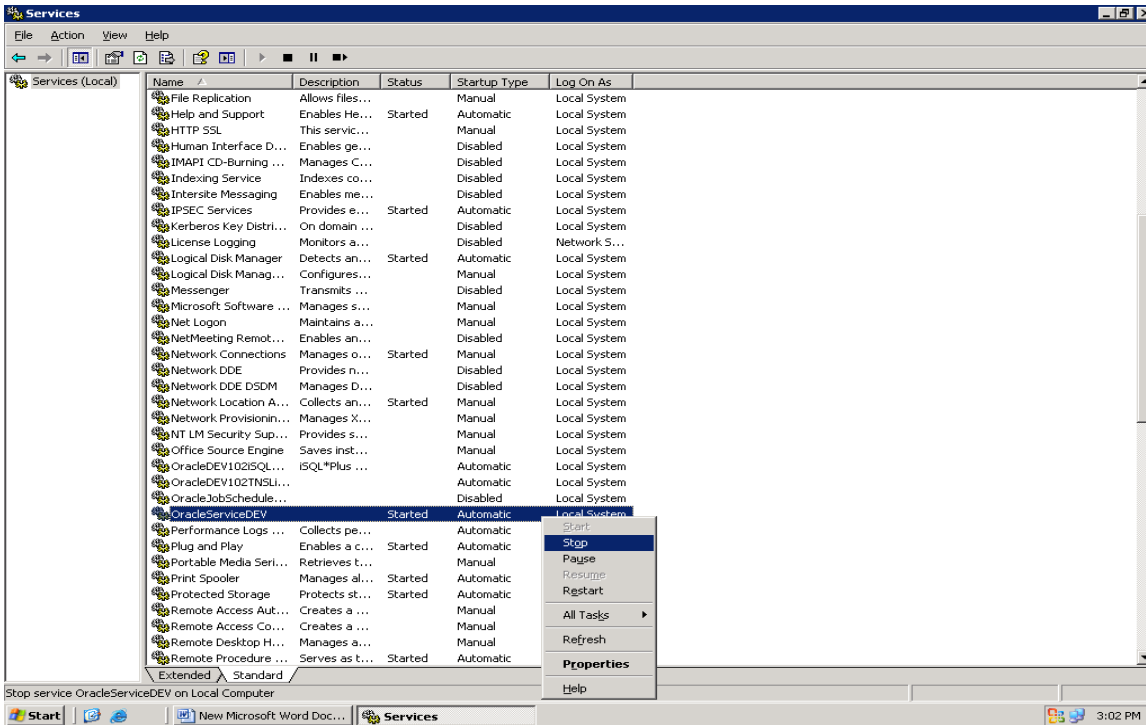 Services
File Action View Help
Services (Local)
Name Description Status Startup Type Log On As
File Replication Allows files... Manual Local System
Help and Support Enables He... Started Automatic Local System
HTTP SSL This servic... Manual Local System
Human Interface D... Enables ge... Disabled Local System
IMAPI CD-Burning ... Manages C... Disabled Local System
Indexing Service Indexes co... Disabled Local System
Intersite Messaging Enables me... Disabled Local System
IPSEC Services Provides e... Started Automatic Local System
Kerberos Key Distri... On domain ... Disabled Local System
License Logging Monitors a... Disabled Network S...
Logical Disk Manager Detects an... Started Automatic Local System
Logical Disk Manag... Configures... Manual Local System
Messenger Transmits ... Disabled Local System
Microsoft Software ... Manages s... Manual Local System
Net Logon Maintains a... Manual Local System
NetMeeting Remot... Enables an... Disabled Local System
Network Connections Manages o... Started Manual Local System
Network DDE Provides n... Disabled Local System
Network DDE DSDM Manages D... Disabled Local System
Network Location A... Collects an... Started Manual Local System
Network Provisionin... Manages X... Manual Local System
NT LM Security Sup... Provides s... Manual Local System
Office Source Engine Saves inst... Manual Local System
OracleDEV102iSQL... iSQL*Plus ... Automatic Local System
OracleDEV102TNSLi... Automatic Local System
OracleJobSchedule... Disabled Local System
OracleServiceDEV Started Automatic Local System
Performance Logs ... Collects pe... Automatic
Plug and Play Enables a c... Started Automatic
Portable Media Seri... Retrieves t... Manual
Print Spooler Manages al... Started Automatic
Protected Storage Protects st... Started Automatic
Remote Access Aut... Creates a ... Manual
Remote Access Co... Creates a ... Manual
Remote Desktop H... Manages a... Manual
Remote Procedure ... Serves as t... Started Automatic
Start
Stop
Pause
Resume
Restart
All Tasks
Refresh
Properties
Help
Extended Standard
Stop service OracleServiceDEV on Local Computer
Start New Microsoft Word Doc... Services 3:02 PM